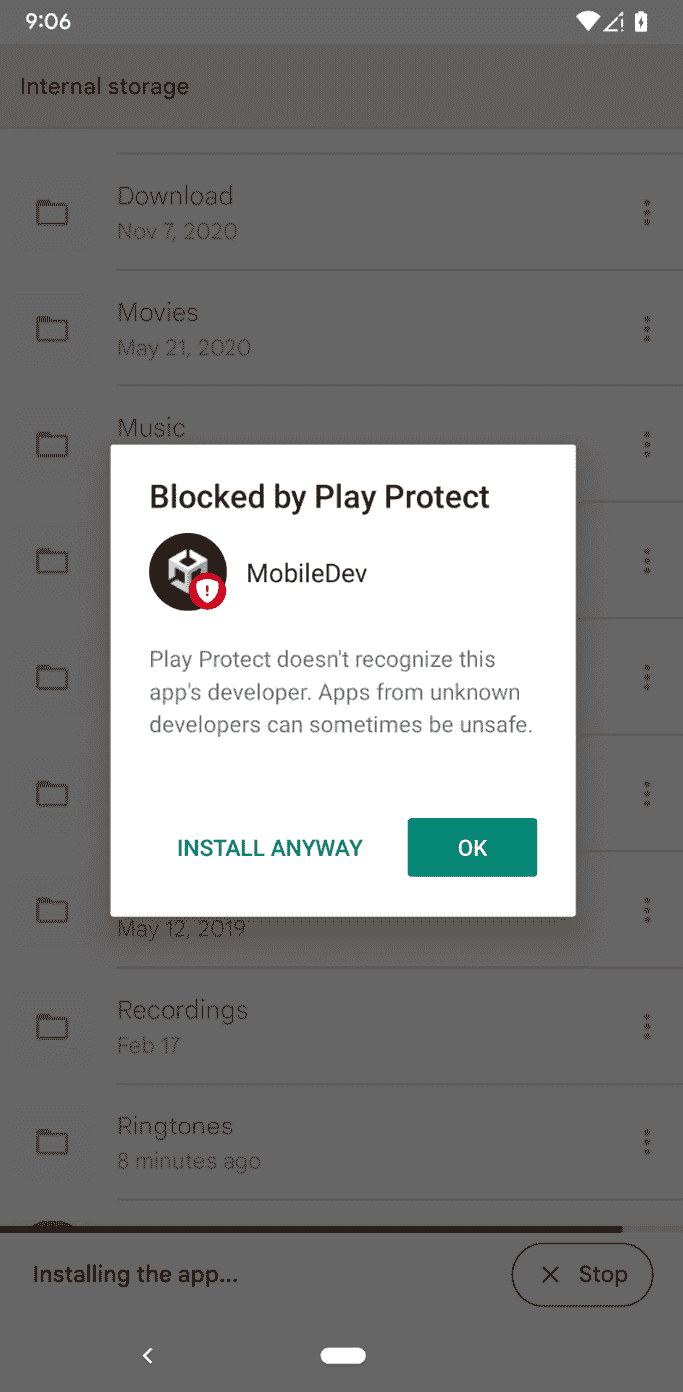 9:06
Internal storage
Download
Nov 7, 2020
Movies
May 21, 2020
Music
Blocked by Play Protect
MobileDev
Play Protect doesn't recognize this
app's developer. Apps from unknown
developers can sometimes be unsafe.
INSTALL ANYWAY OK
May 12, 2019
Recordings
Feb 17
Ringtones
8 minutes ago
Installing the app... Stop